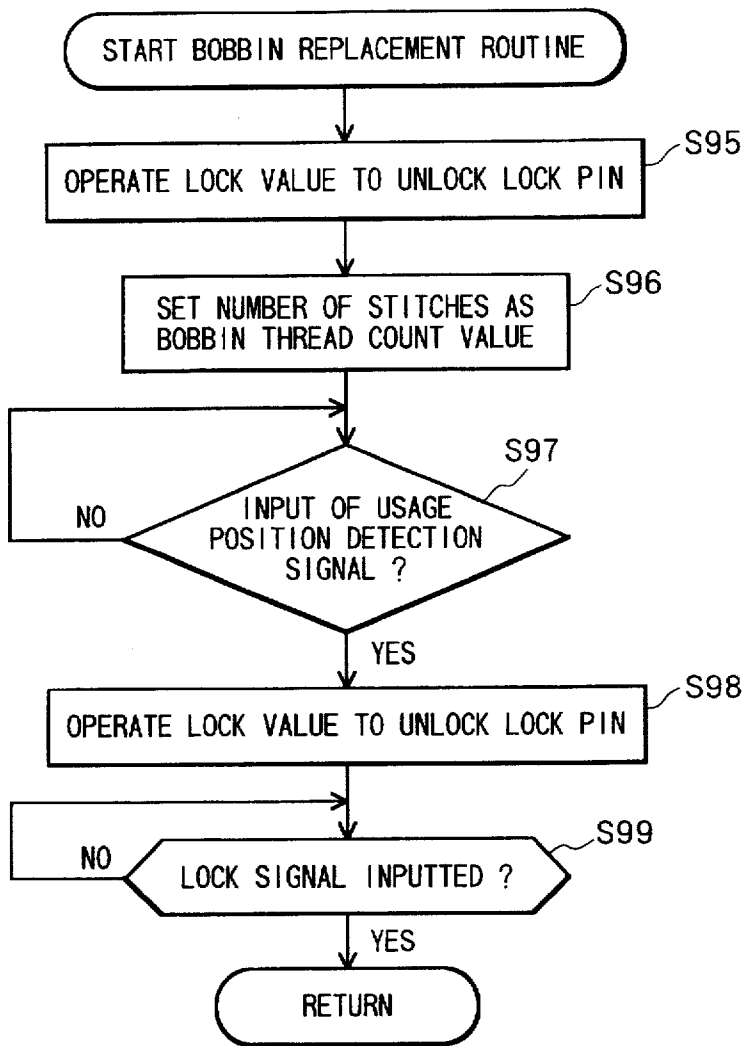 START BOBBIN REPLACEMENT ROUTINE
S95
OPERATE LOCK VALUE TO UNLOCK LOCK PIN
S96
SET NUMBER OF STITCHES AS
BOBBIN THREAD COUNT VALUE
S97
INPUT OF USAGE
POSITION DETECTION
SIGNAL ?
NO
YES
S98
OPERATE LOCK VALUE TO UNLOCK LOCK PIN
S99
LOCK SIGNAL INPUTTED ?
NO
YES
RETURN